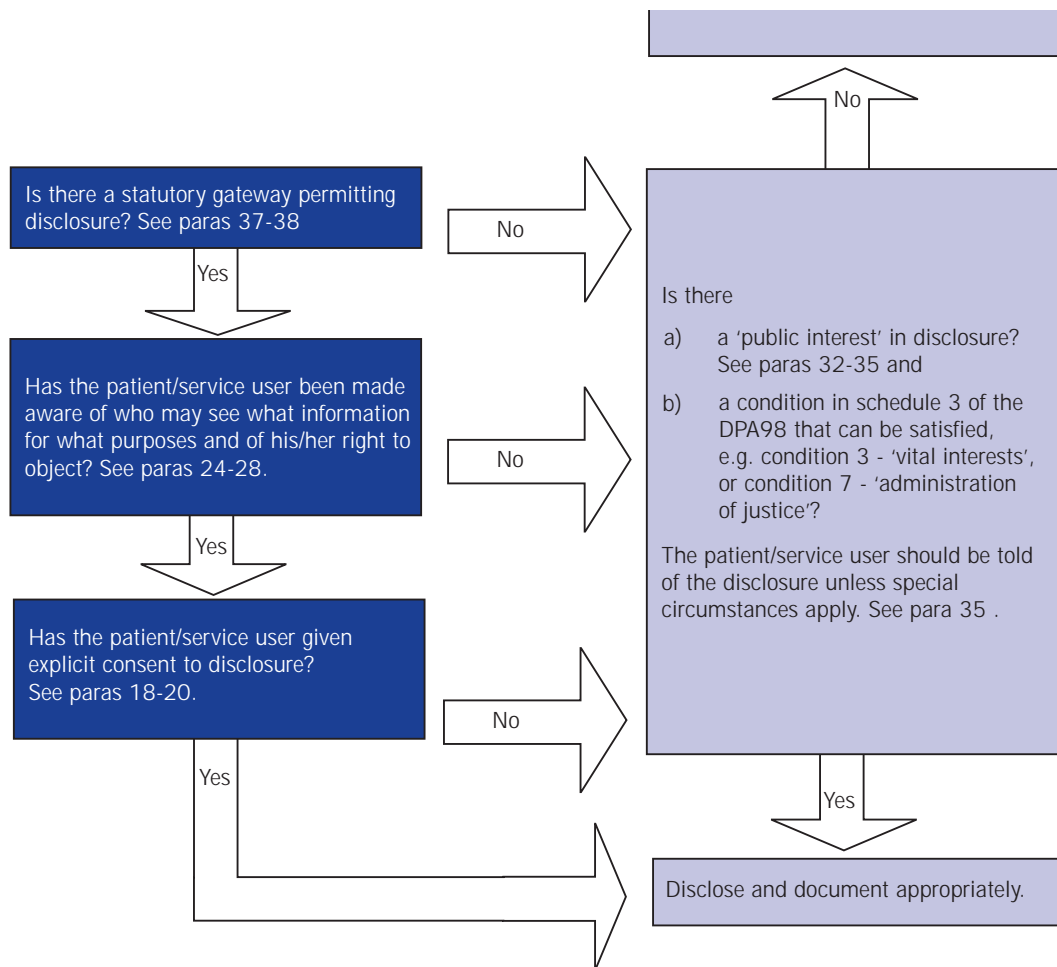 No
Is there a statutory gateway permitting
disclosure? See paras 37-38
No
Yes
Has the patient/service user been made
aware of who may see what information
for what purposes and of his/her right to
object? See paras 24-28.
No
Yes
Has the patient/service user given
explicit consent to disclosure?
See paras 18-20.
No
Yes
Is there
a) a ‘public interest’ in disclosure?
See paras 32-35 and
b) a condition in schedule 3 of the
DPA98 that can be satisfied,
e.g. condition 3 - ‘vital interests’,
or condition 7 - ‘administration
of justice’?
The patient/service user should be told
of the disclosure unless special
circumstances apply. See para 35 .
Yes
Disclose and document appropriately.